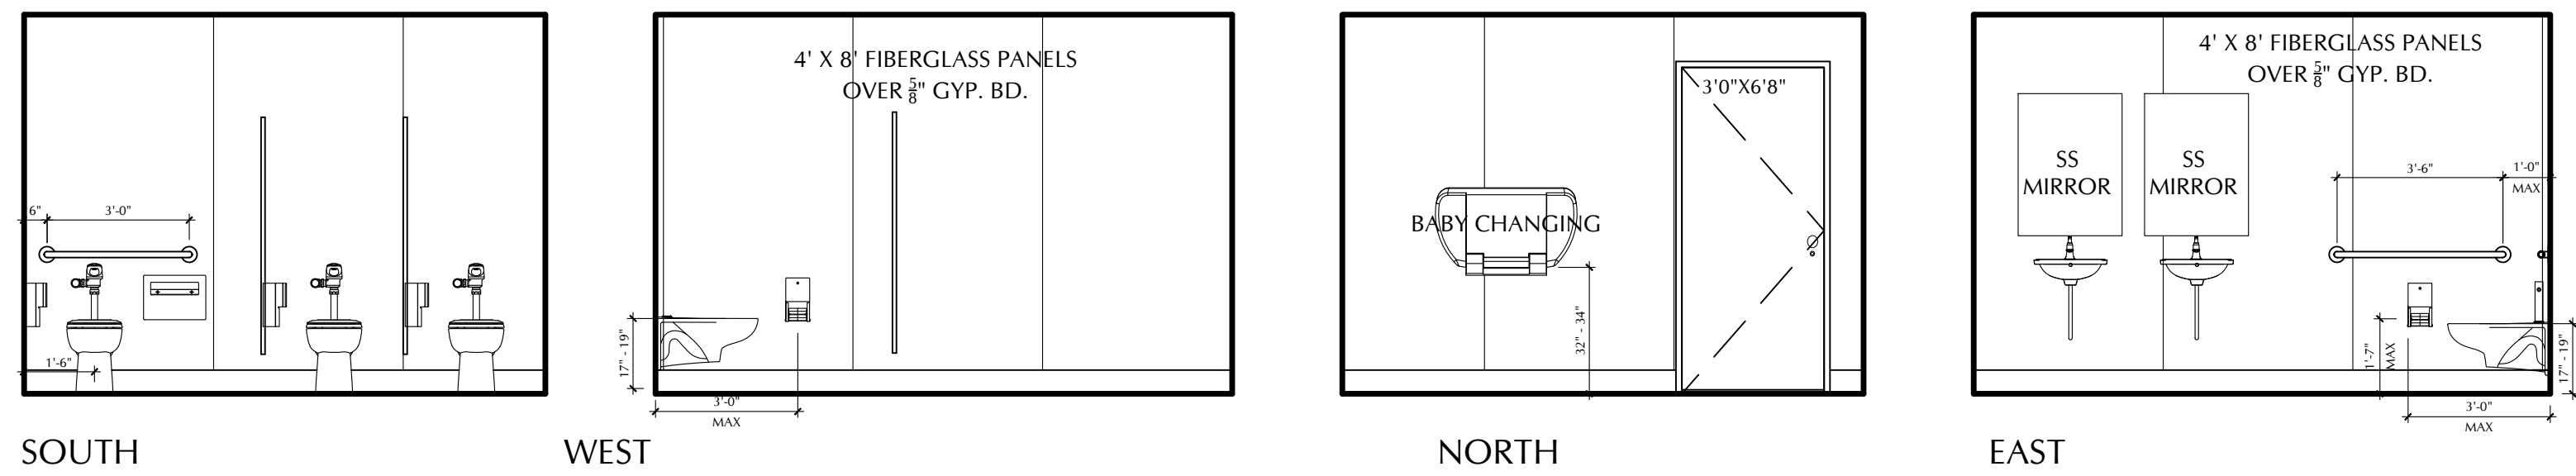 6"
3'-0"
1'-6"
SOUTH
4' X 8' FIBERGLASS PANELS
OVER 5/8" GYP. BD.
17" - 19"
3'-0"
MAX
WEST
3'0"X6'8"
BABY CHANGING
32" - 34"
NORTH
4' X 8' FIBERGLASS PANELS
OVER 5/8" GYP. BD.
SS
MIRROR
SS
MIRROR
3'-6"
1'-0"
MAX
1'-7"
MAX
17" - 19"
3'-0"
MAX
EAST